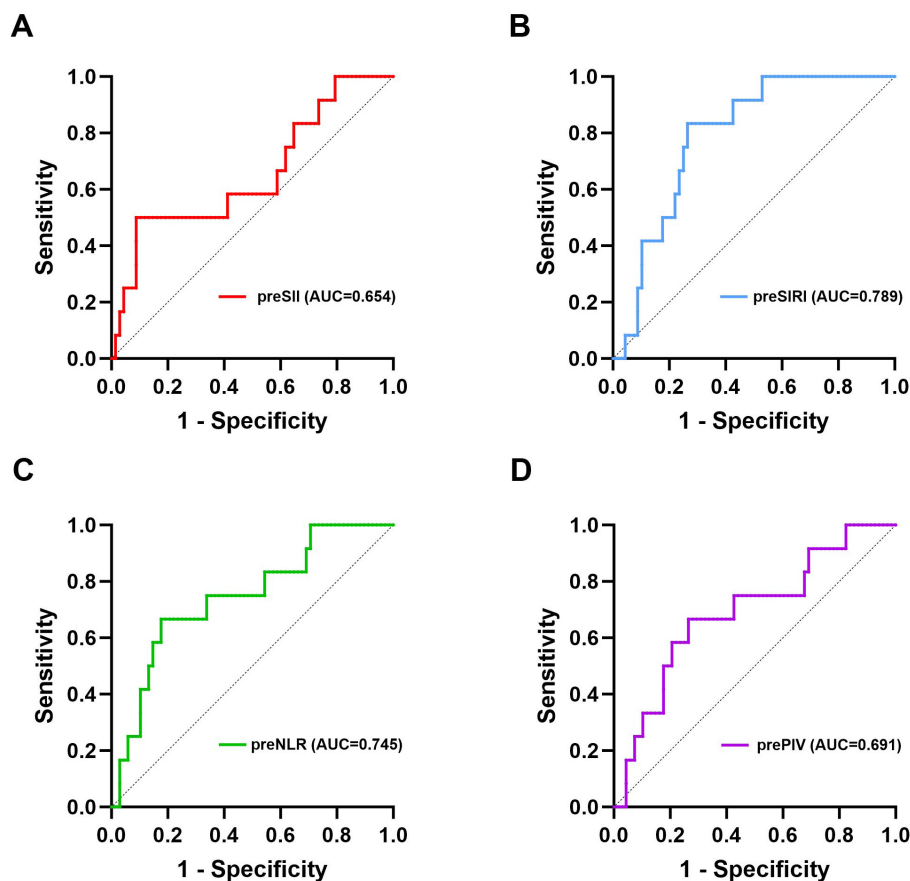 A
1.0
0.8
0.6
0.4
0.2
0.0
Sensitivity
preSII (AUC=0.654)
0.0 0.2 0.4 0.6 0.8 1.0
1 - Specificity
B
1.0
0.8
0.6
0.4
0.2
0.0
Sensitivity
preSIRI (AUC=0.789)
0.0 0.2 0.4 0.6 0.8 1.0
1 - Specificity
C
1.0
0.8
0.6
0.4
0.2
0.0
Sensitivity
preNLR (AUC=0.745)
0.0 0.2 0.4 0.6 0.8 1.0
1 - Specificity
D
1.0
0.8
0.6
0.4
0.2
0.0
Sensitivity
prePIV (AUC=0.691)
0.0 0.2 0.4 0.6 0.8 1.0
1 - Specificity